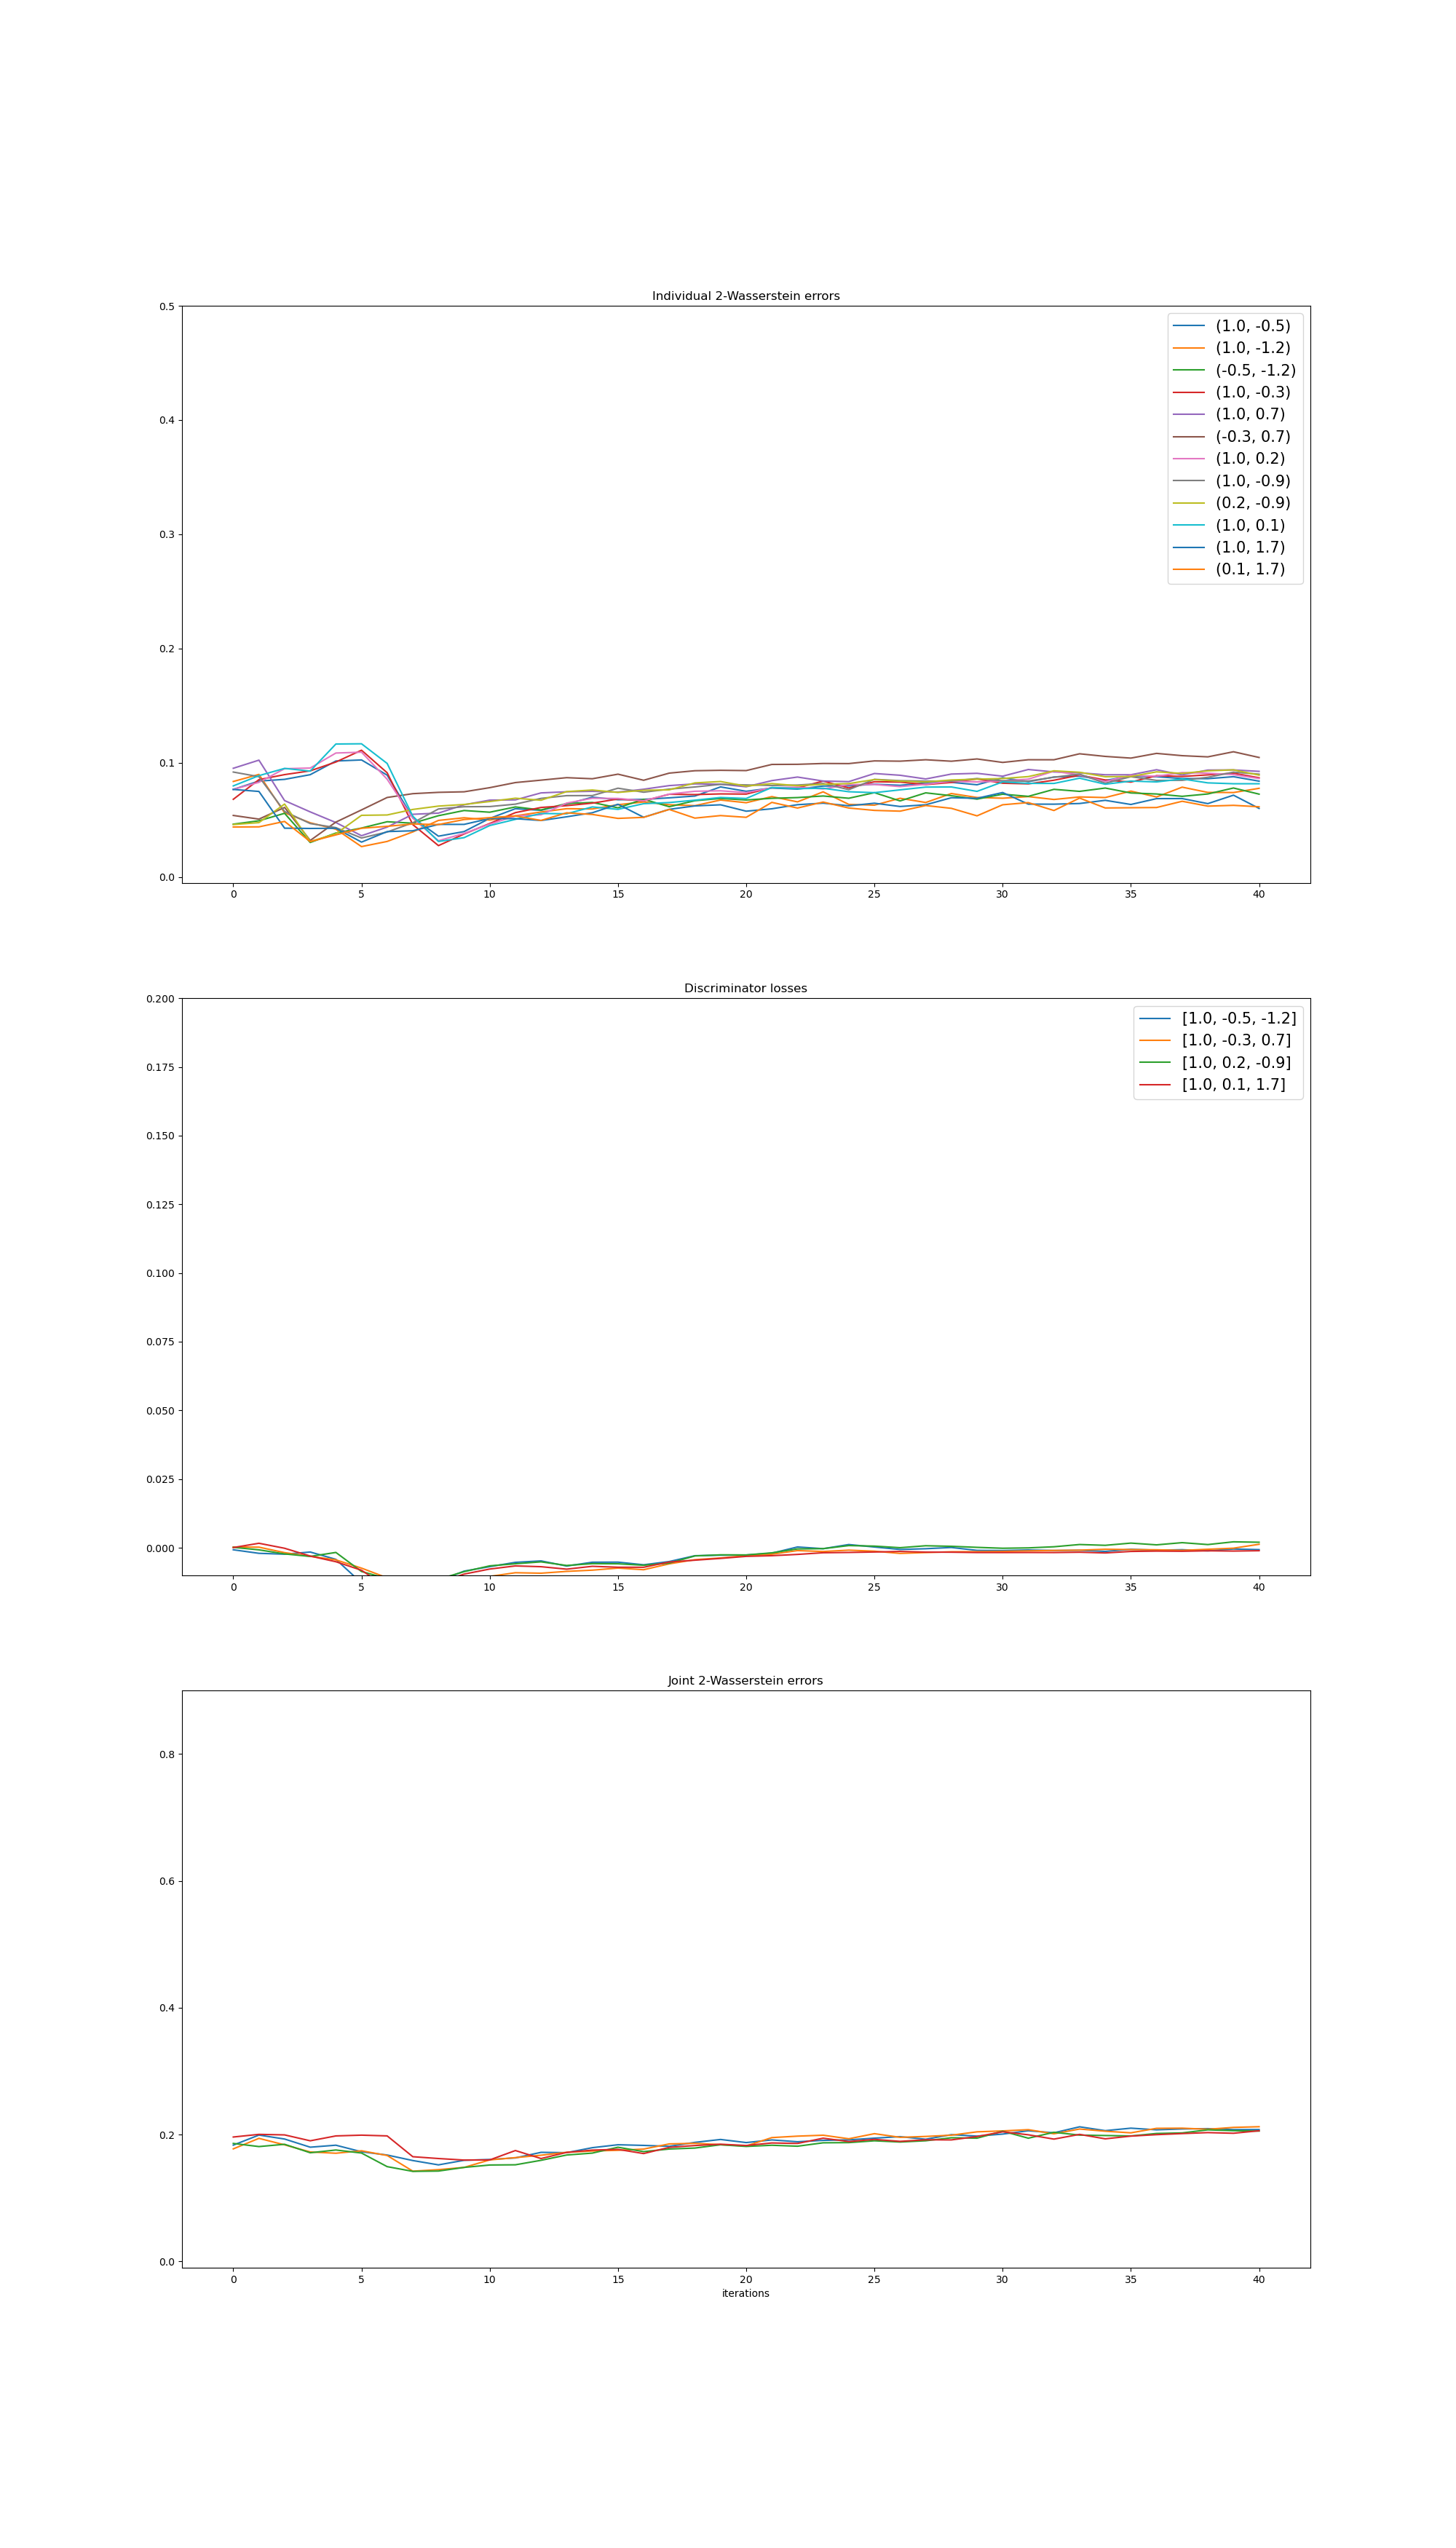 Individual 2-Wasserstein errors
0.5
0.4
0.3
0.2
0.1
0.0
(1.0, -0.5)
(1.0, -1.2)
(-0.5, -1.2)
(1.0, -0.3)
(1.0, 0.7)
(-0.3, 0.7)
(1.0, 0.2)
(1.0, -0.9)
(0.2, -0.9)
(1.0, 0.1)
(1.0, 1.7)
(0.1, 1.7)
0 5 10 15 20 25 30 35 40
Discriminator losses
0.200
0.175
0.150
0.125
0.100
0.075
0.050
0.025
0.000
[1.0, -0.5, -1.2]
[1.0, -0.3, 0.7]
[1.0, 0.2, -0.9]
[1.0, 0.1, 1.7]
0 5 10 15 20 25 30 35 40
Joint 2-Wasserstein errors
0.8
0.6
0.4
0.2
0.0
0 5 10 15 20 25 30 35 40
iterations